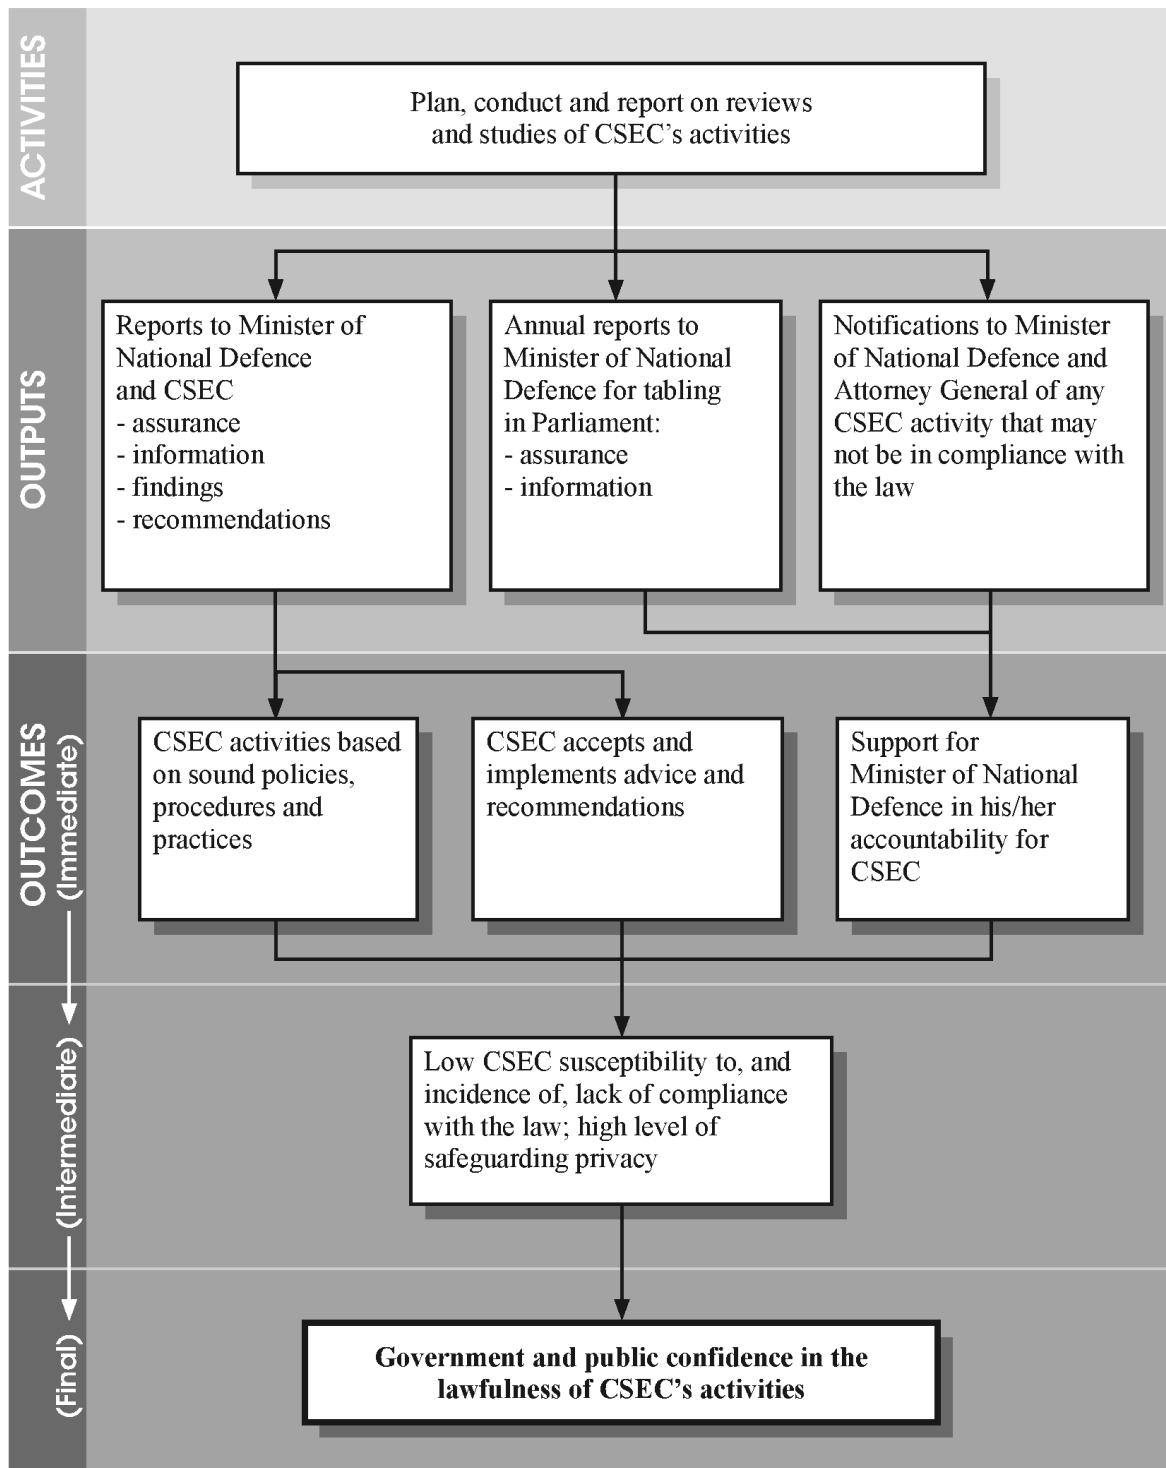 ACTIVITIES
Plan, conduct and report on reviews
and studies of CSEC's activities
OUTPUTS
Reports to Minister of
National Defence
and CSEC
- assurance
- information
- findings
- recommendations
Annual reports to
Minister of National
Defence for tabling
in Parliament:
- assurance
- information
Notifications to Minister
of National Defence and
Attorney General of any
CSEC activity that may
not be in compliance with
the law
OUTCOMES
(Immediate)
CSEC activities based
on sound policies,
procedures and
practices
CSEC accepts and
implements advice and
recommendations
Support for
Minister of National
Defence in his/her
accountability for
CSEC
(Intermediate)
Low CSEC susceptibility to, and
incidence of, lack of compliance
with the law; high level of
safeguarding privacy
(Final)
Government and public confidence in the
lawfulness of CSEC's activities